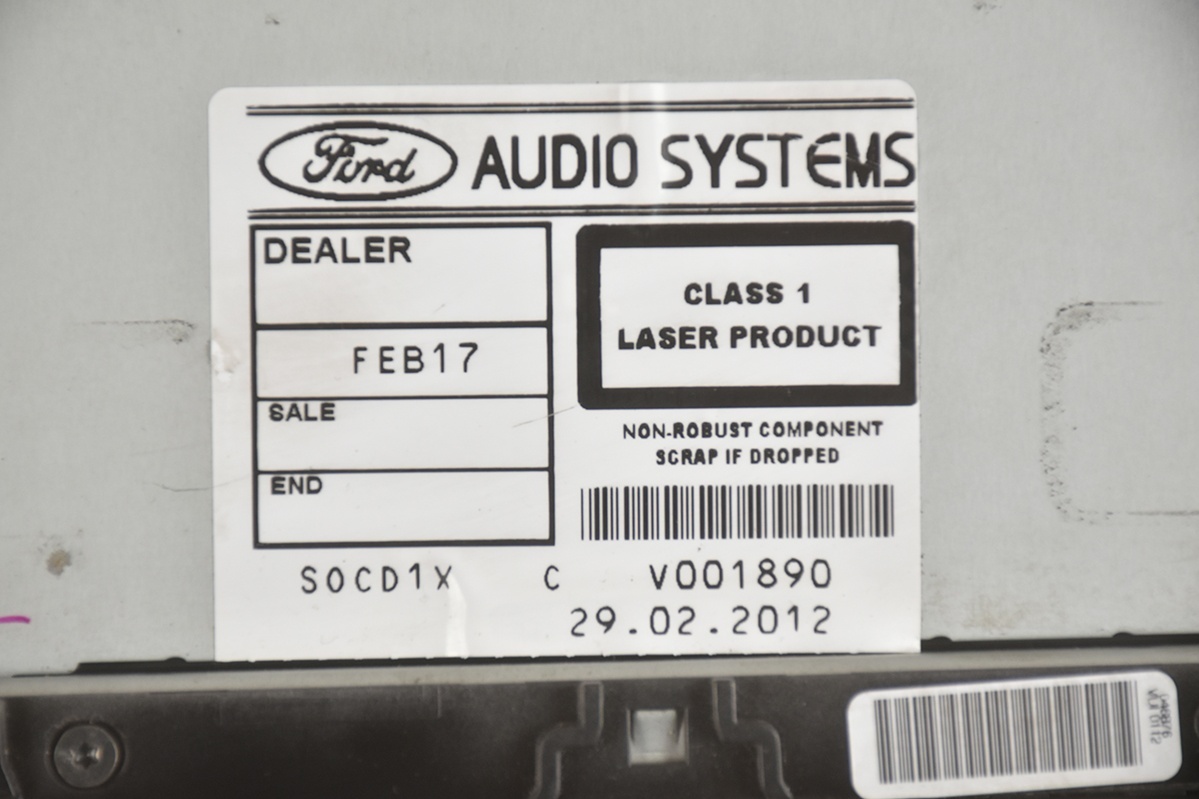 Ford AUDIO SYSTEMS
DEALER
FEB17
SALE
END
CLASS 1
LASER PRODUCT
NON-ROBUST COMPONENT
SCRAP IF DROPPED
S0CD1X C V001890
29.02.2012